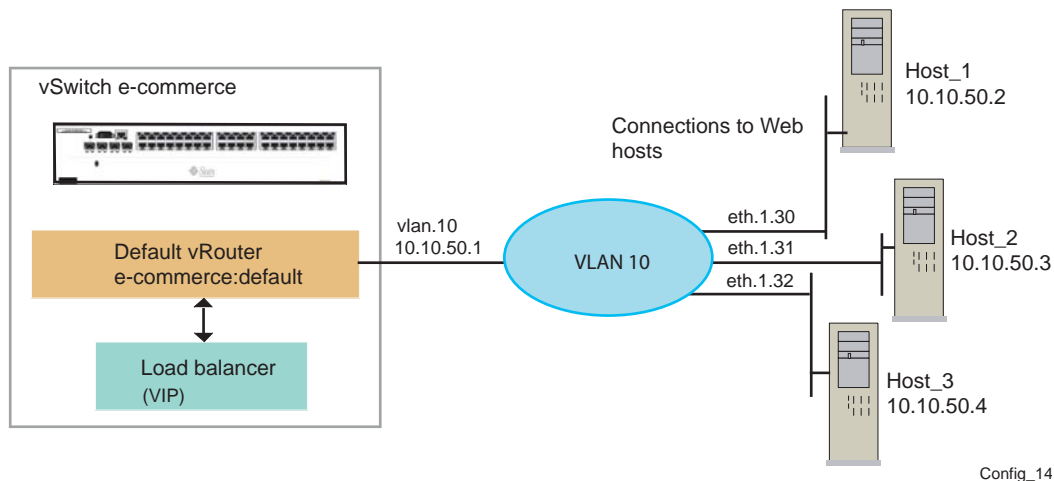 vSwitch e-commerce
Sun
Default vRouter
e-commerce:default
Load balancer
(VIP)
vlan.10
10.10.50.1
VLAN 10
Connections to Web
hosts
eth.1.30
eth.1.31
eth.1.32
Host_1
10.10.50.2
Host_2
10.10.50.3
Host_3
10.10.50.4
Config_14